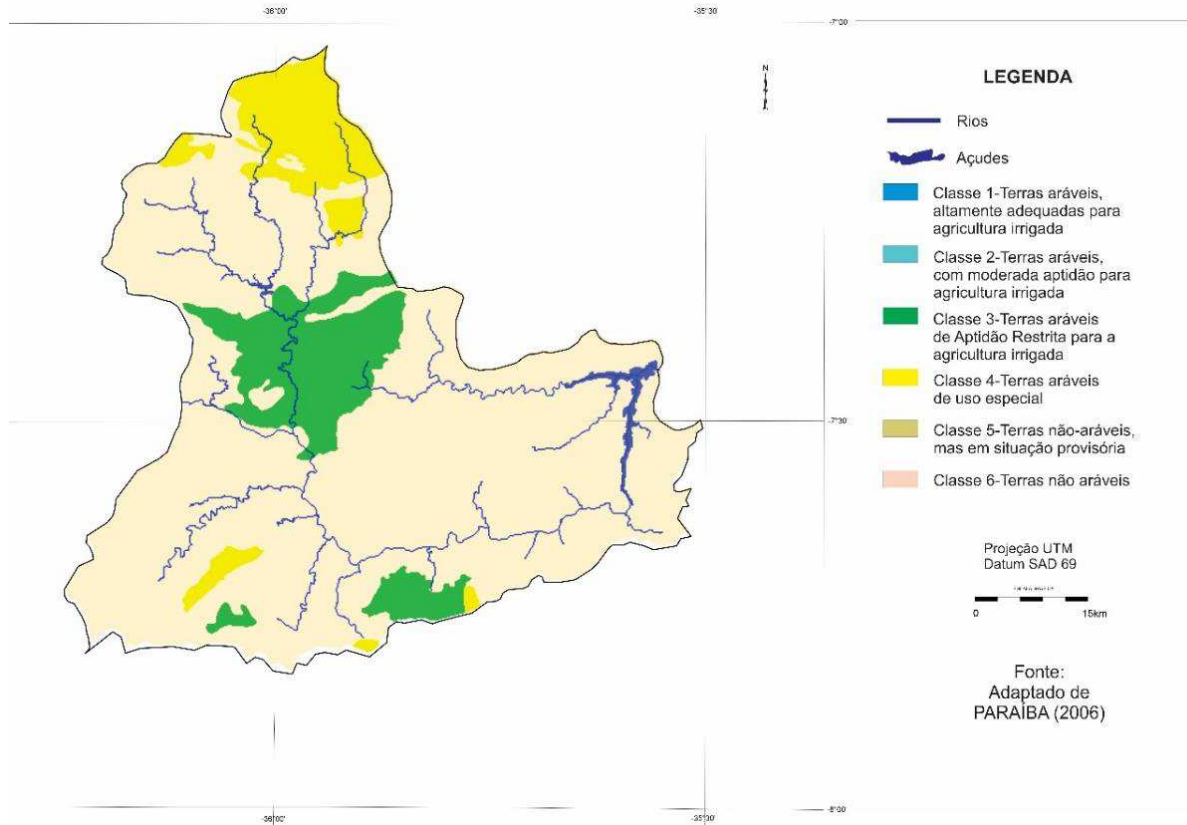 -36°00'
-35°30'
-7°00'
N
LEGENDA
Rios
Açudes
Classe 1-Terras aráveis,
altamente adequadas para
agricultura irrigada
Classe 2-Terras aráveis,
com moderada aptidão para
agricultura irrigada
Classe 3-Terras aráveis
de Aptidão Restrita para a
agricultura irrigada
Classe 4-Terras aráveis
de uso especial
-7°30
Classe 5-Terras não-aráveis,
mas em situação provisória
Classe 6-Terras não aráveis
Projeção UTM
Datum SAD 69
0 15km
Fonte:
Adaptado de
PARAÍBA (2006)
-36°00'
-35°30'